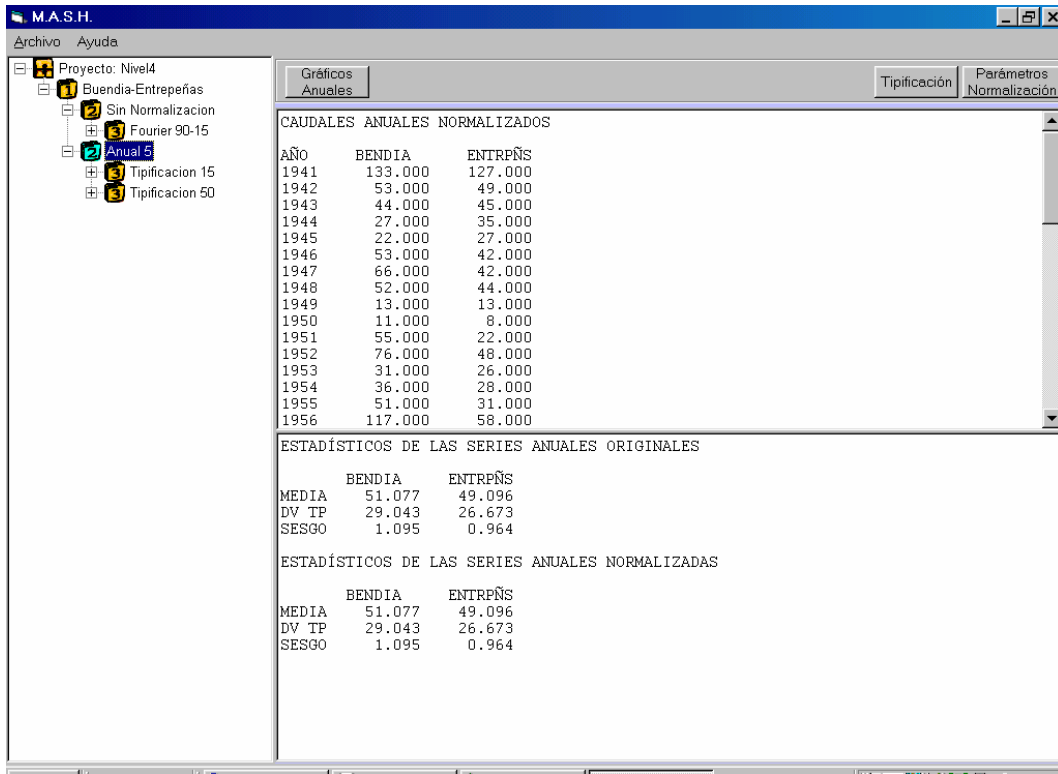 M.A.S.H.
Archivo Ayuda
Proyecto: Nivel4
1 Buendia-Entrepeñas
2 Sin Normalizacion
3 Fourier 90-15
2 Anual 5
3 Tipificacion 15
3 Tipificacion 50
Gráficos Anuales
Tipificación
Parámetros Normalización
CAUDALES ANUALES NORMALIZADOS
AÑO BENDIA ENTRPÑS
1941 133.000 127.000
1942 53.000 49.000
1943 44.000 45.000
1944 27.000 35.000
1945 22.000 27.000
1946 53.000 42.000
1947 66.000 42.000
1948 52.000 44.000
1949 13.000 13.000
1950 11.000 8.000
1951 55.000 22.000
1952 76.000 48.000
1953 31.000 26.000
1954 36.000 28.000
1955 51.000 31.000
1956 117.000 58.000
ESTADÍSTICOS DE LAS SERIES ANUALES ORIGINALES
BENDIA ENTRPÑS
MEDIA 51.077 49.096
DV TP 29.043 26.673
SESGO 1.095 0.964
ESTADÍSTICOS DE LAS SERIES ANUALES NORMALIZADAS
BENDIA ENTRPÑS
MEDIA 51.077 49.096
DV TP 29.043 26.673
SESGO 1.095 0.964